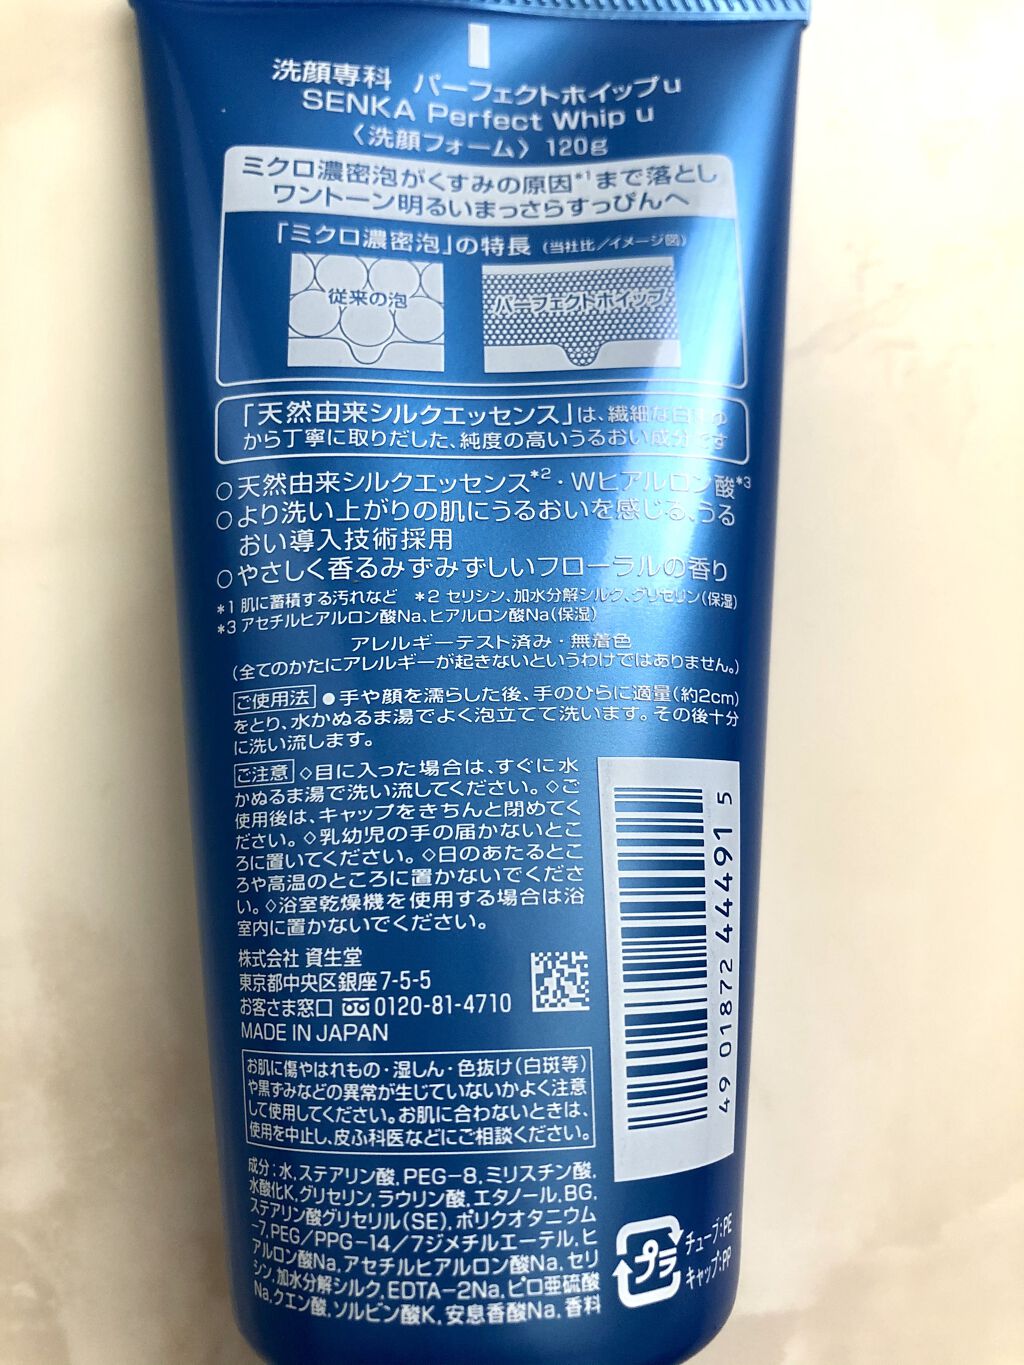 洗顔専科 パーフェクトホイップu
SENKA Perfect Whip u
〈洗顔フォーム〉 120g
ミクロ濃密泡がくすみの原因*1まで落とし
ワントーン明るいまっさらすっぴんへ
「ミクロ濃密泡」の特長 (当社比/イメージ図)
従来の泡
パーフェクトホイップ
「天然由来シルクエッセンス」は、繊細な白まゆ
から丁寧に取りだした、純度の高いうるおい成分です
○天然由来シルクエッセンス*2・Wヒアルロン酸*3
○より洗い上がりの肌にうるおいを感じる、うる
おい導入技術採用
○やさしく香るみずみずしいフローラルの香り
*1 肌に蓄積する汚れなど *2 セリシン、加水分解シルク、グリセリン(保湿)
*3 アセチルヒアルロン酸Na、ヒアルロン酸Na(保湿)
アレルギーテスト済み・無着色
(全てのかたにアレルギーが起きないというわけではありません。)
ご使用法 ●手や顔を濡らした後、手のひらに適量(約2cm)
をとり、水かぬるま湯でよく泡立てて洗います。その後十分
に洗い流します。
ご注意 ◇目に入った場合は、すぐに水
かぬるま湯で洗い流してください。◇ご
使用後は、キャップをきちんと閉めてく
ださい。◇乳幼児の手の届かないとこ
ろに置いてください。◇日のあたるとこ
ろや高温のところに置かないでくださ
い。◇浴室乾燥機を使用する場合は浴
室内に置かないでください。
株式会社 資生堂
東京都中央区銀座7-5-5
お客さま窓口 0120-81-4710
MADE IN JAPAN
お肌に傷やはれもの・湿しん・色抜け(白斑等)
や黒ずみなどの異常が生じていないかよく注意
して使用してください。お肌に合わないときは、
使用を中止し、皮ふ科医などにご相談ください。
成分:水,ステアリン酸,PEG-8,ミリスチン酸,
水酸化K,グリセリン,ラウリン酸,エタノール,BG,
ステアリン酸グリセリル(SE),ポリクオタニウム
-7,PEG/PPG-14/7ジメチルエーテル,ヒ
アルロン酸Na,アセチルヒアルロン酸Na,セリ
シン,加水分解シルク,EDTA-2Na,ピロ亜硫酸
Na,クエン酸,ソルビン酸K,安息香酸Na,香料
4901872444915
プラ
チューブ:PE
キャップ:PP